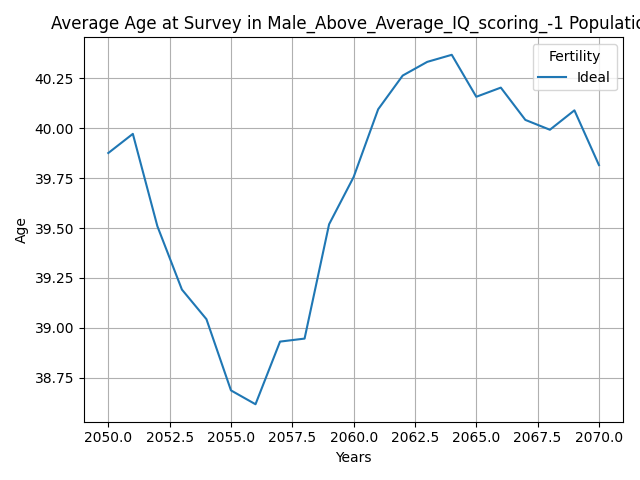 Average Age at Survey in Male_Above_Average_IQ_scoring_-1 Populatio
Fertility
Ideal
40.25
40.00
39.75
39.50
39.25
39.00
38.75
Age
2050.0 2052.5 2055.0 2057.5 2060.0 2062.5 2065.0 2067.5 2070.0
Years